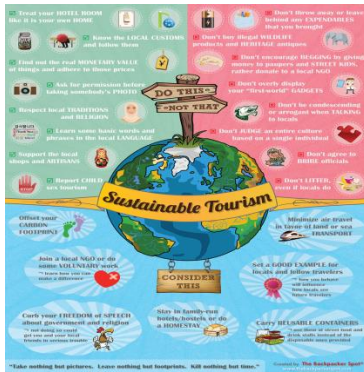 Treat your HOTEL ROOM
like it is your own HOME
Know the LOCAL CUSTOMS
and follow them
Find out the real MONETARY VALUE
of things and adhere to those prices
Ask for permission before
taking somebody's PHOTO
Respect local TRADITIONS
and RELIGION
Learn some basic words and
phrases in the local LANGUAGE
Support the local
shops and ARTISANS
Report CHILD
sex tourism
DO THIS
NOT THAT
Don't throw away or leave
behind any EXPENDABLES
that you brought
Don't buy illegal WILDLIFE
products and HERITAGE antiques
Don't encourage BEGGING by giving
money to paupers and STREET KIDS,
rather donate to a local NGO
Don't overtly display
your "first-world" GADGETS
Don't be condescending
or arrogant when TALKING
to locals
Don't JUDGE an entire culture
based on a single individual
Don't agree to
BRIBE officials
Don't LITTER,
even if locals do
Sustainable Tourism
Offset your
CARBON
FOOTPRINT
Join a local NGO or do
some VOLUNTARY work
Curb your FREEDOM of SPEECH
about government and religion
CONSIDER
THIS
Stay in family-run
hotels/hostels or do
a HOMESTAY
Minimize air travel
in favor of land or sea
TRANSPORT
Set a GOOD EXAMPLE for
locals and fellow travelers
Carry REUSABLE CONTAINERS
"Take nothing but pictures. Leave nothing but footprints. Kill nothing but time."
Created by The Backpacker Spot